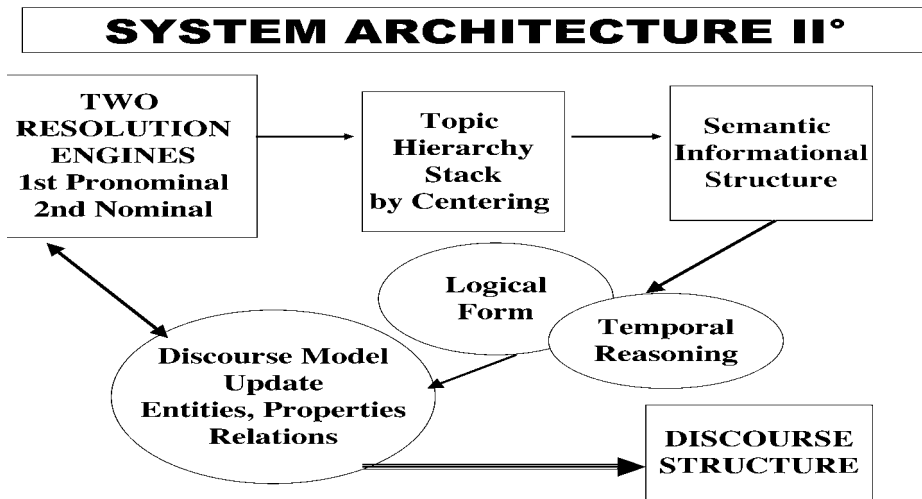 SYSTEM ARCHITECTURE II°
TWO
RESOLUTION
ENGINES
1st Pronominal
2nd Nominal
Topic
Hierarchy
Stack
by Centering
Semantic
Informational
Structure
Logical
Form
Temporal
Reasoning
Discourse Model
Update
Entities, Properties
Relations
DISCOURSE
STRUCTURE